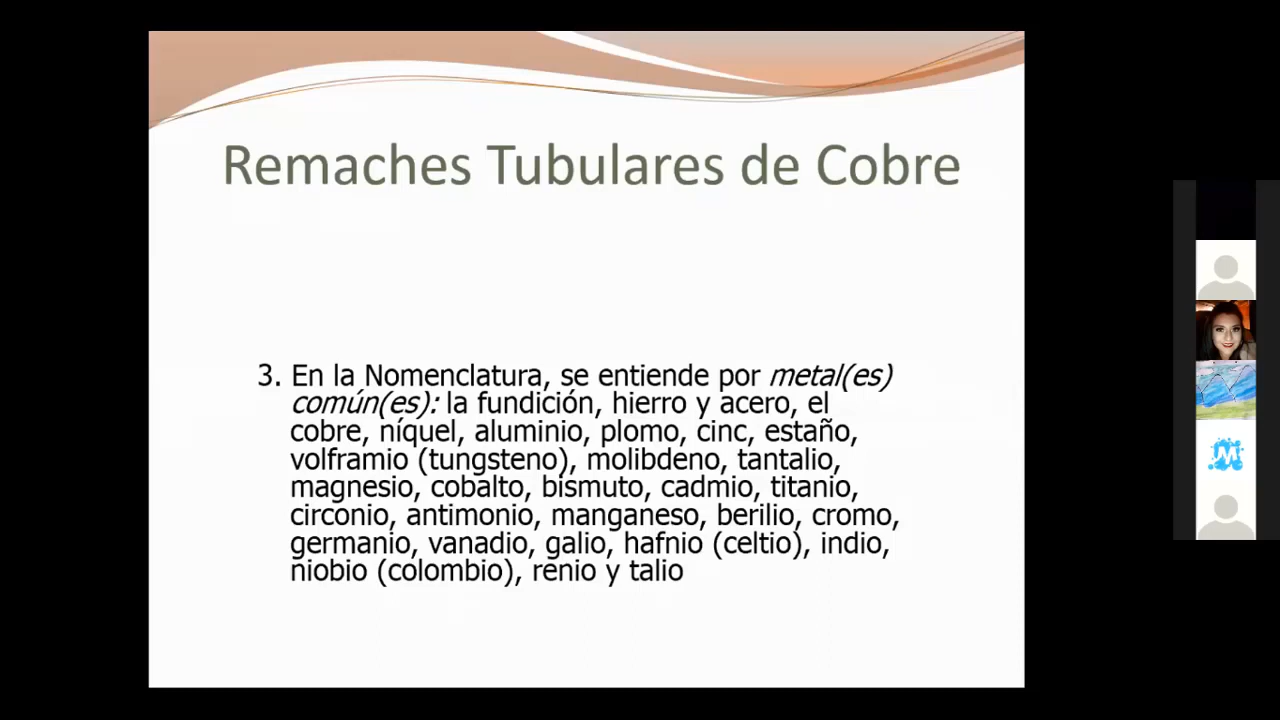 Remaches Tubulares de Cobre
3. En la Nomenclatura, se entiende por metal(es)
común(es): la fundición, hierro y acero, el
cobre, níquel, aluminio, plomo, cinc, estaño,
volframio (tungsteno), molibdeno, tantalio,
magnesio, cobalto, bismuto, cadmio, titanio,
circonio, antimonio, manganeso, berilio, cromo,
germanio, vanadio, galio, hafnio (celtio), indio,
niobio (colombio), renio y talio
M